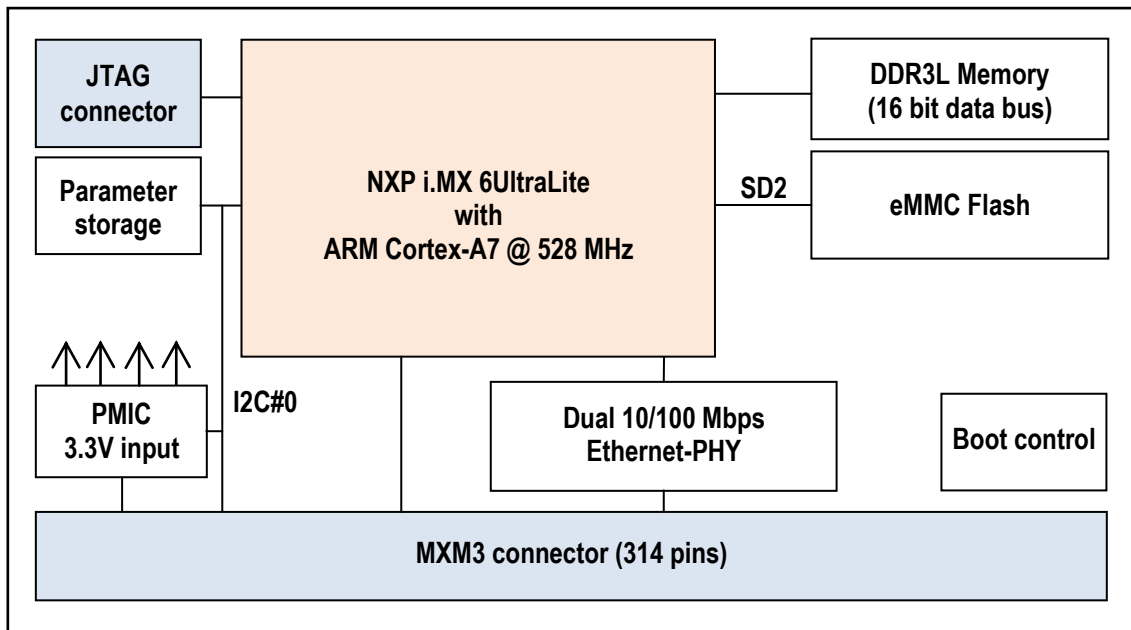 JTAG
connector
DDR3L Memory
(16 bit data bus)
Parameter
storage
NXP i.MX 6UltraLite
with
ARM Cortex-A7 @ 528 MHz
SD2
eMMC Flash
I2C#0
PMIC
3.3V input
Dual 10/100 Mbps
Ethernet-PHY
Boot control
MXM3 connector (314 pins)